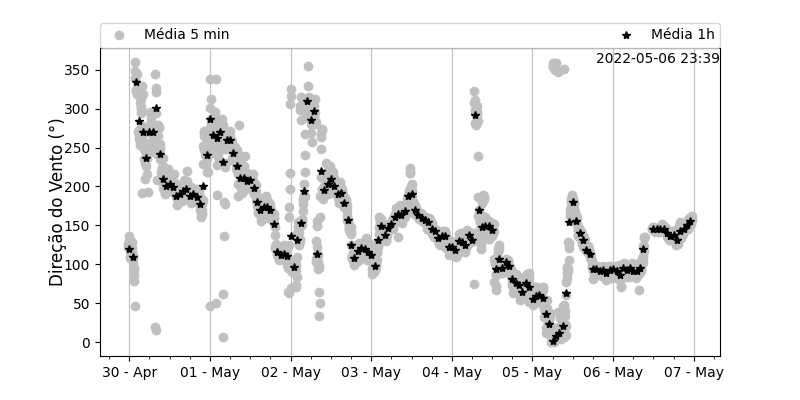 Média 5 min
Média 1h
2022-05-06 23:39
Direção do Vento (°)
350
300
250
200
150
100
50
0
30 - Apr
01 - May
02 - May
03 - May
04 - May
05 - May
06 - May
07 - May